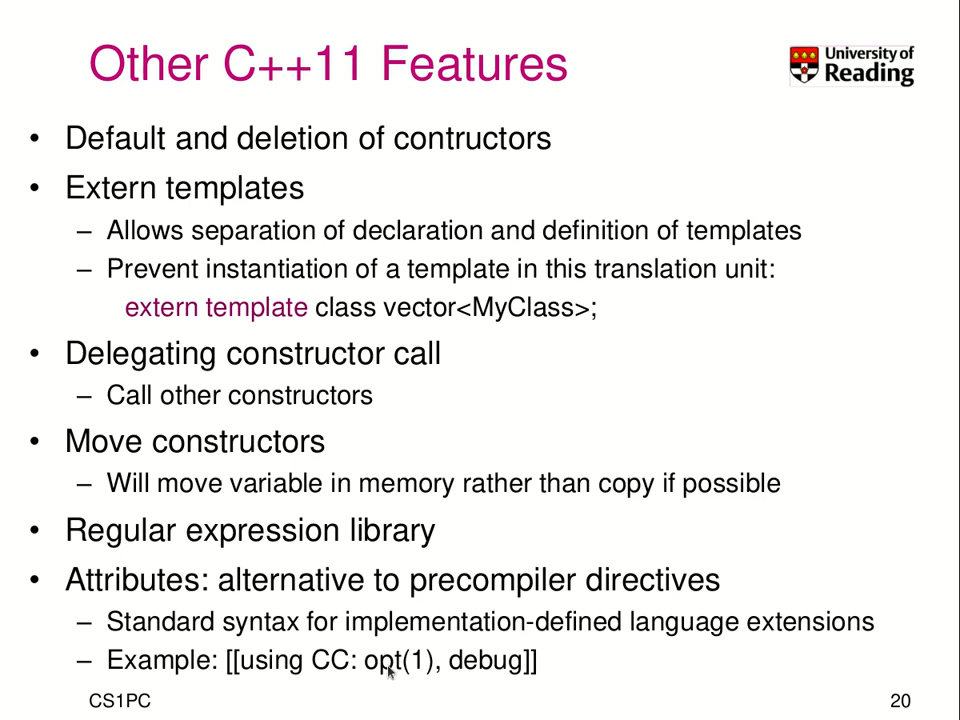 Other C++11 Features
University of
Reading
• Default and deletion of contructors
• Extern templates
– Allows separation of declaration and definition of templates
– Prevent instantiation of a template in this translation unit:
extern template class vector<MyClass>;
• Delegating constructor call
– Call other constructors
• Move constructors
– Will move variable in memory rather than copy if possible
• Regular expression library
• Attributes: alternative to precompiler directives
– Standard syntax for implementation-defined language extensions
– Example: [[using CC: opt(1), debug]]
CS1PC
20